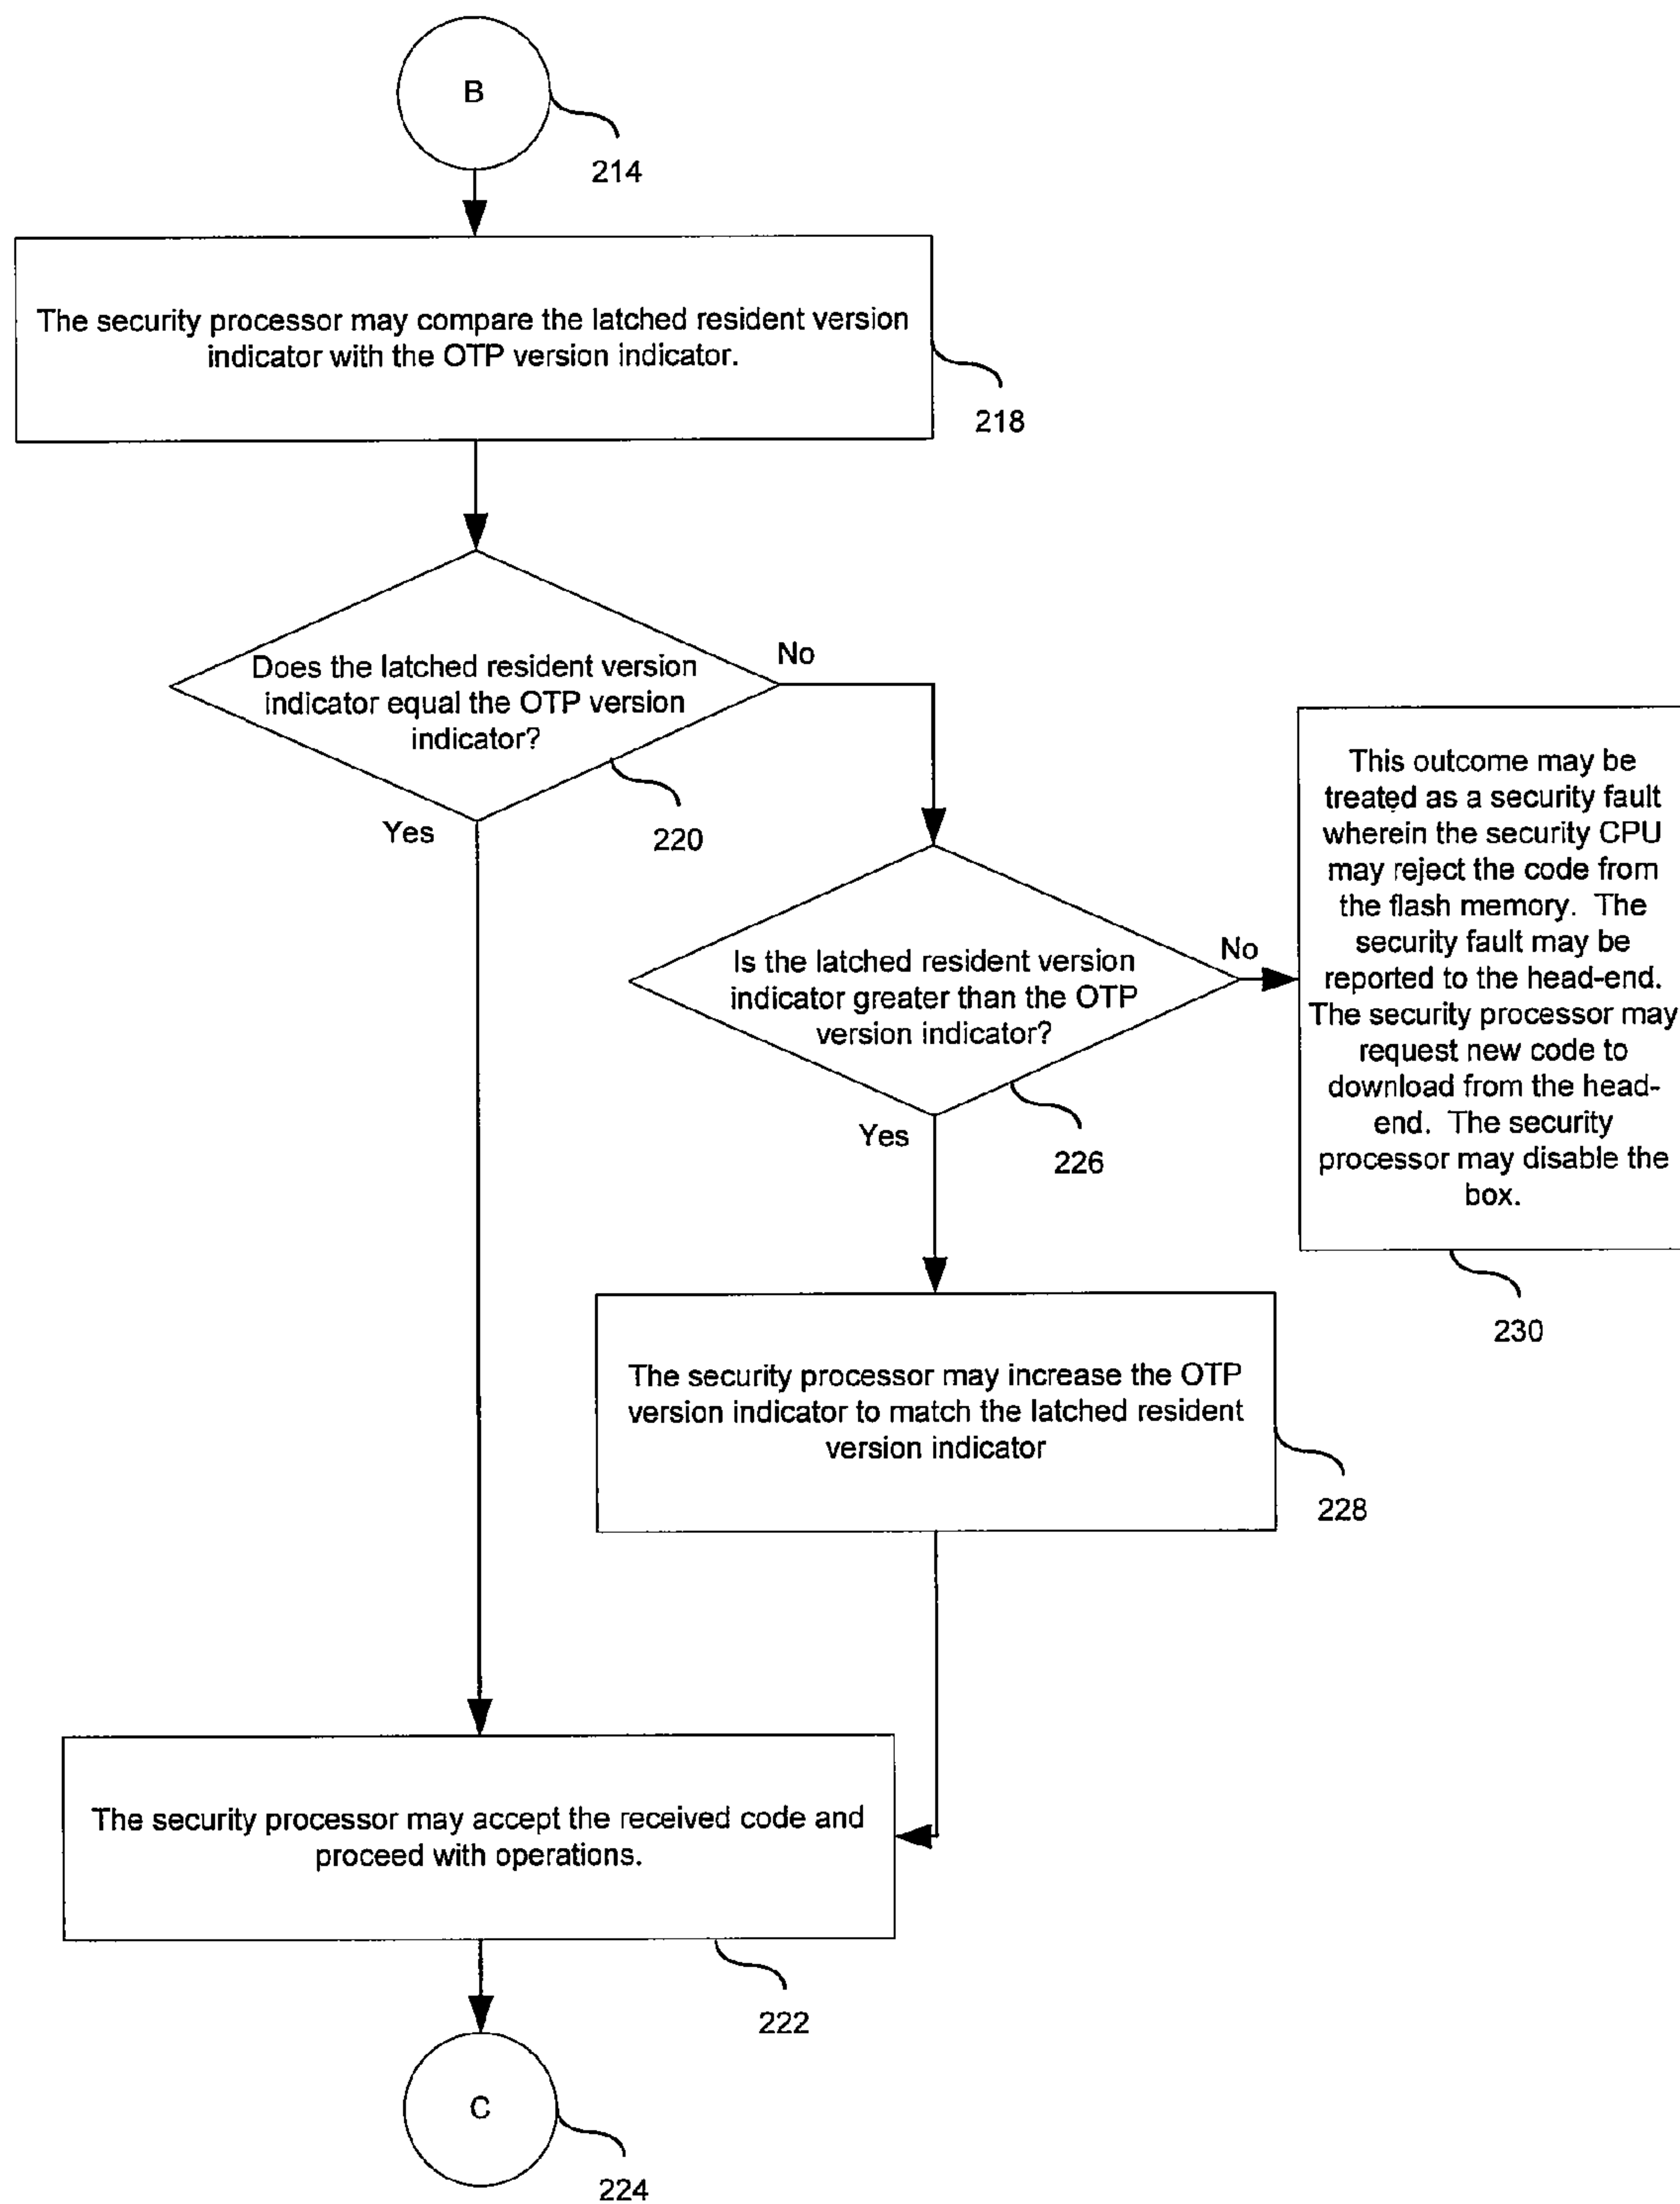 B
214
The security processor may compare the latched resident version
indicator with the OTP version indicator.
218
Does the latched resident version
indicator equal the OTP version
indicator?
No
Yes
220
Is the latched resident version
indicator greater than the OTP
version indicator?
No
Yes
226
This outcome may be
treated as a security fault
wherein the security CPU
may reject the code from
the flash memory. The
security fault may be
reported to the head-end.
The security processor may
request new code to
download from the head-
end. The security
processor may disable the
box.
230
The security processor may increase the OTP
version indicator to match the latched resident
version indicator
228
The security processor may accept the received code and
proceed with operations.
222
C
224